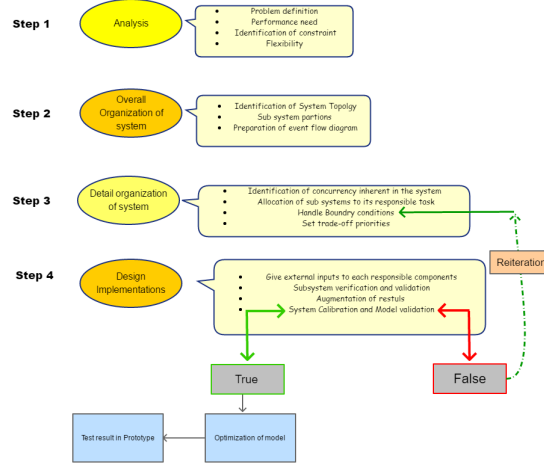 Step 1
Analysis
Problem definition
Performance need
Identification of constraint
Flexibility
Step 2
Overall
Organization of
system
Identification of System Topolgy
Sub system partions
Preparation of event flow diagram
Step 3
Detail organization
of system
Identification of concurrency inherent in the system
Allocation of sub systems to its responsible task
Handle Boundry conditions
Set trade-off priorities
Reiteration
Step 4
Design
Implementations
Give external inputs to each responsible components
Subsystem verification and validation
Augmentation of restuls
System Calibration and Model validation
True
False
Test result in Prototype
Optimization of model